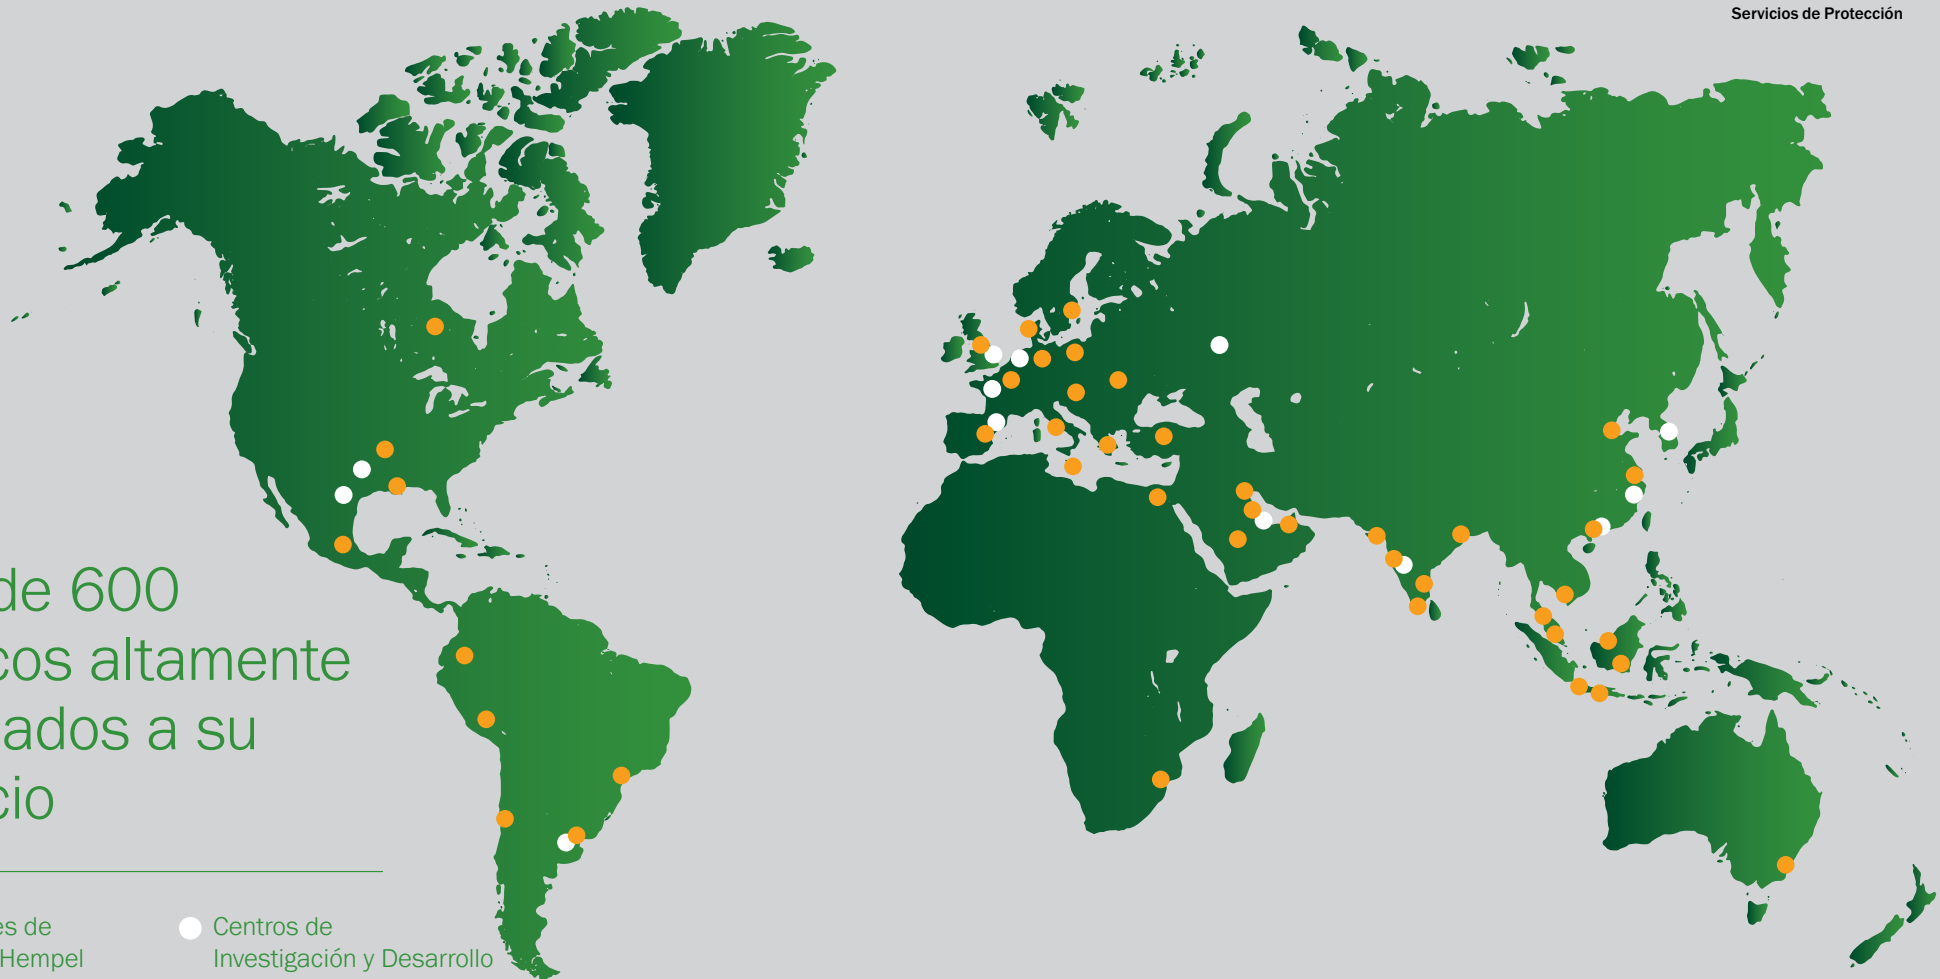 Servicios de Protección
de 600
cos altamente
ados a su
cio
es de
Hempel
Centros de
Investigación y Desarrollo